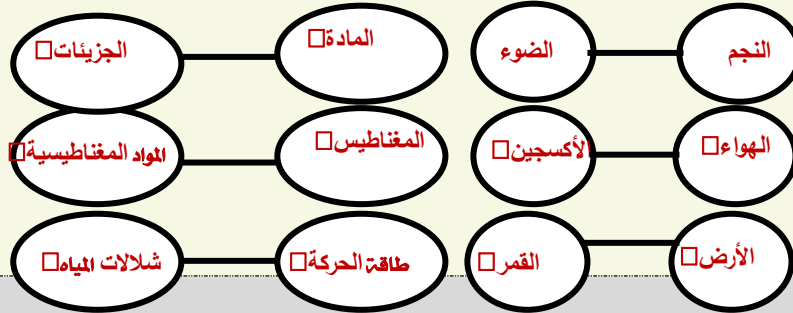 النجم
الضوء
المادة
الجزيئات
الهواء
الأكسجين
المغناطيس
المواد المغناطيسية
الأرض
القمر
طاقة الحركة
شلالات المياه